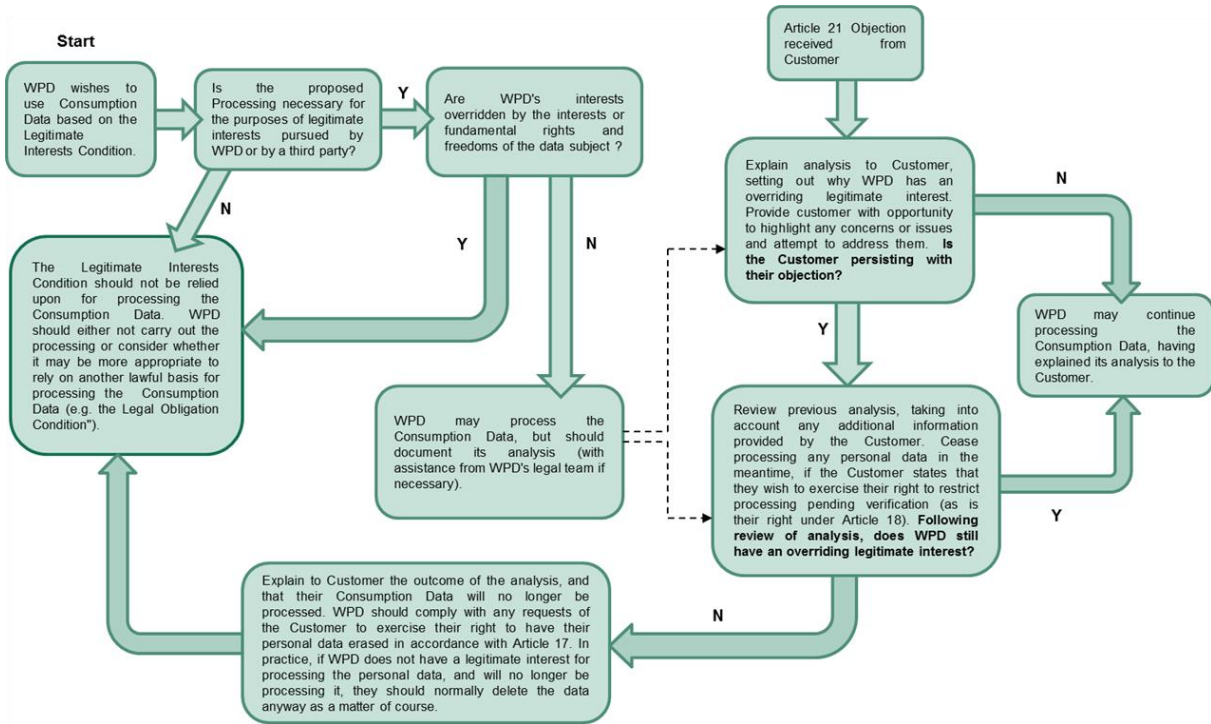 Start
WPD wishes to
use Consumption
Data based on the
Legitimate
Interests Condition.
Is the proposed
Processing necessary for
the purposes of legitimate
interests pursued by
WPD or by a third party?
Y
Are WPD's interests
overridden by the interests or
fundamental rights and
freedoms of the data subject ?
N
Y
N
The Legitimate Interests
Condition should not be relied
upon for processing the
Consumption Data. WPD
should either not carry out the
processing or consider whether
it may be more appropriate to
rely on another lawful basis for
processing the Consumption
Data (e.g. the Legal Obligation
Condition").
WPD may process the
Consumption Data, but should
document its analysis (with
assistance from WPD's legal team if
necessary).
Article 21 Objection
received from
Customer
Explain analysis to Customer,
setting out why WPD has an
overriding legitimate interest.
Provide customer with opportunity
to highlight any concerns or issues
and attempt to address them. Is
the Customer persisting with
their objection?
N
Y
WPD may continue
processing the
Consumption Data, having
explained its analysis to the
Customer.
Review previous analysis, taking into
account any additional information
provided by the Customer. Cease
processing any personal data in the
meantime, if the Customer states that
they wish to exercise their right to restrict
processing pending verification (as is
their right under Article 18). Following
review of analysis, does WPD still
have an overriding legitimate interest?
Y
N
Explain to Customer the outcome of the analysis, and
that their Consumption Data will no longer be
processed. WPD should comply with any requests of
the Customer to exercise their right to have their
personal data erased in accordance with Article 17. In
practice, if WPD does not have a legitimate interest for
processing the personal data, and will no longer be
processing it, they should normally delete the data
anyway as a matter of course.